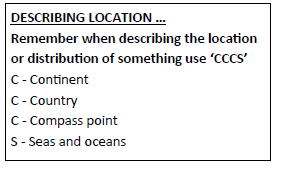 DESCRIBING LOCATION ...
Remember when describing the location
or distribution of something use ‘CCCS’
C - Continent
C - Country
C - Compass point
S - Seas and oceans